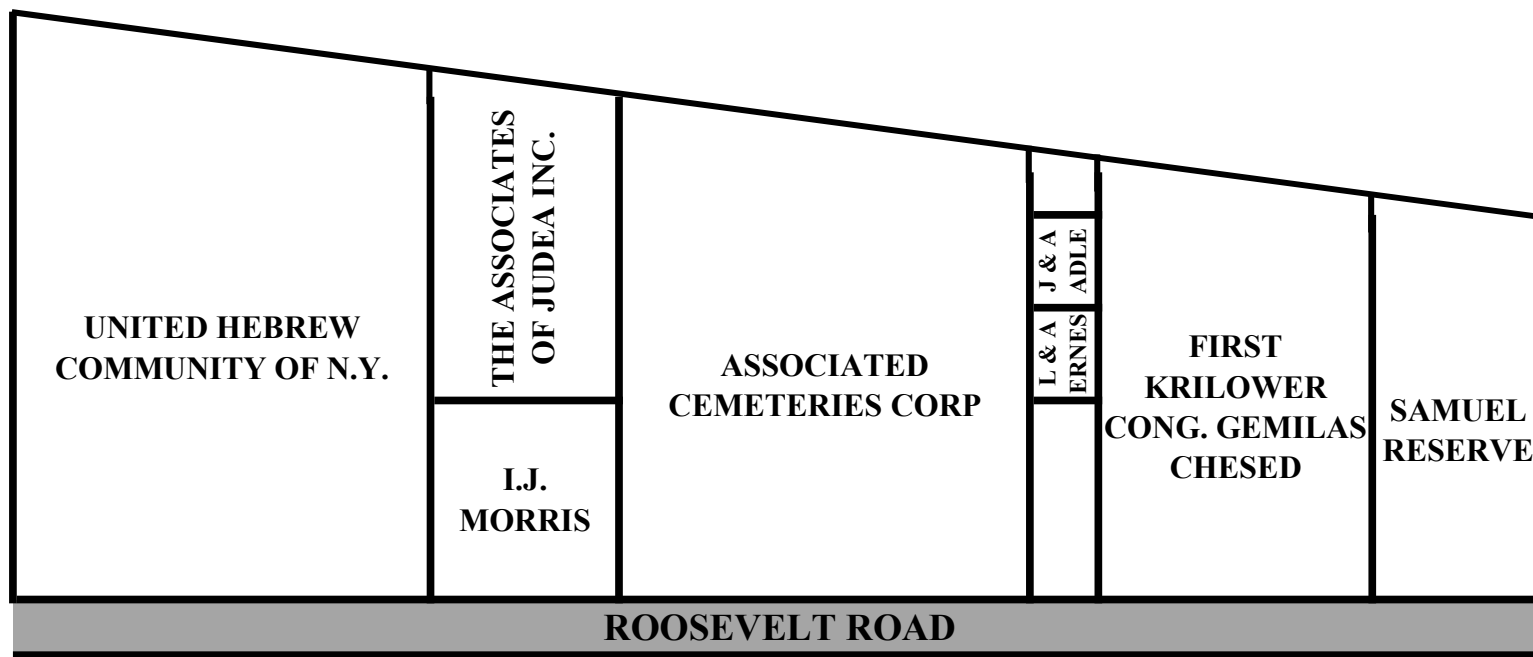 UNITED HEBREW
COMMUNITY OF N.Y.
THE ASSOCIATES
OF JUDEA INC.
I.J.
MORRIS
ASSOCIATED
CEMETERIES CORP
J & A
ADLE
L & A
ERNES
FIRST
KRILOWER
CONG. GEMILAS
CHESED
SAMUEL
RESERVE
ROOSEVELT ROAD